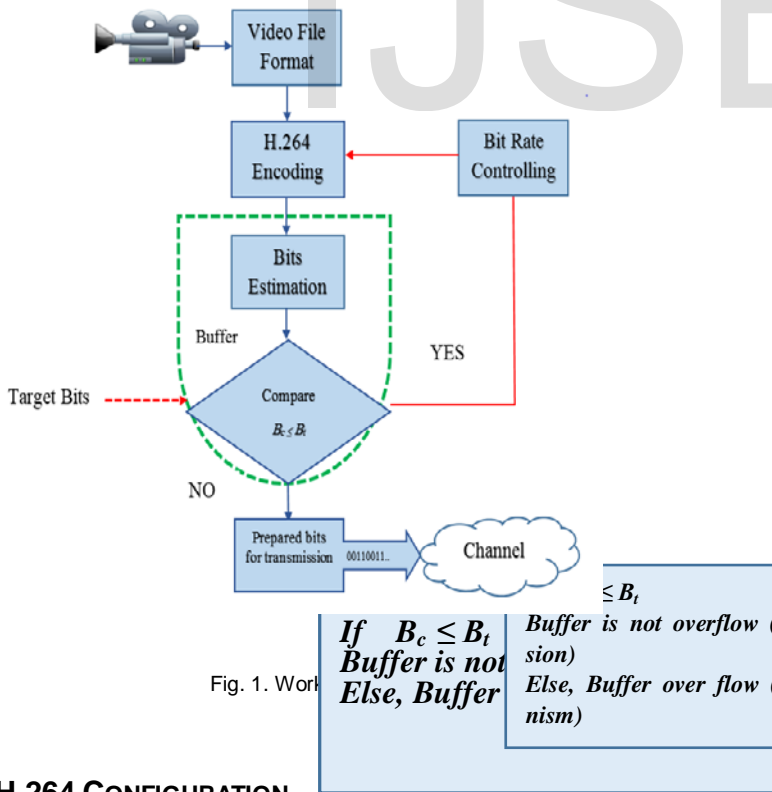 IJSE
Video File
Format
H.264
Encoding
Bit Rate
Controlling
Bits
Estimation
Buffer
YES
Target Bits
Compare
Bc ≤ Bt
NO
Prepared bits
for transmission
00110011..
Channel
≤ Bt
Buffer is not overflow (
sion)
Else, Buffer over flow (
nism)
If Bc ≤ Bt
Buffer is not
Else, Buffer
Fig. 1. Work
H.264 CONFIGURATION